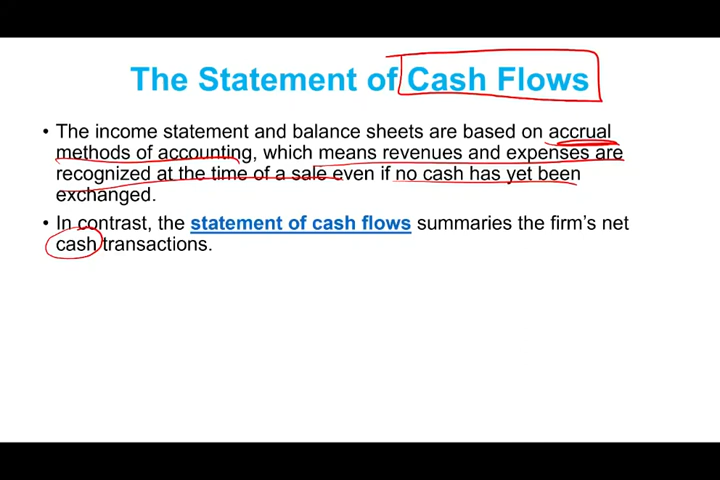 The Statement of Cash Flows
• The income statement and balance sheets are based on accrual
methods of accounting, which means revenues and expenses are
recognized at the time of a sale even if no cash has yet been
exchanged.
• In contrast, the statement of cash flows summaries the firm's net
cash transactions.